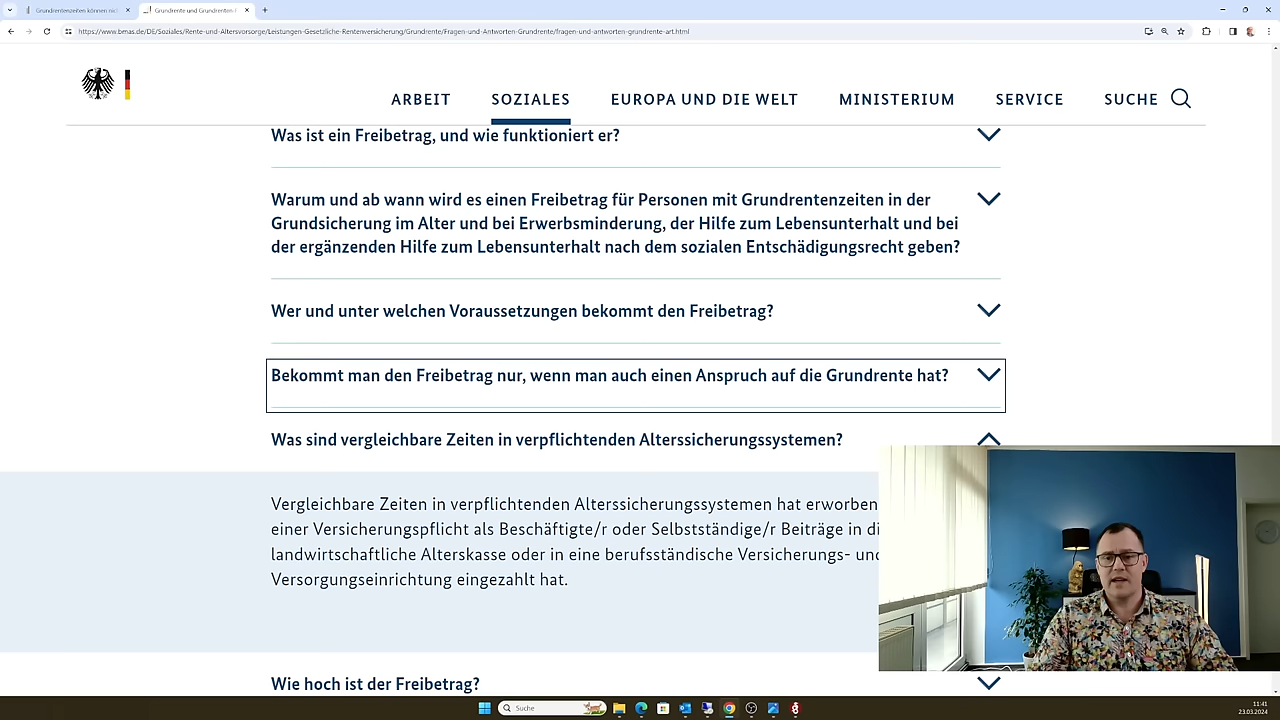 Grundrentenzeiten können nic
Grundrente und Grundrenten-
https://www.bmas.de/DE/Soziales/Rente-und-Altersvorsorge/Leistungen-Gesetzliche-Rentenversicherung/Grundrente/Fragen-und-Antworten-Grundrente/fragen-und-antworten-grundrente-art.html
ARBEIT SOZIALES EUROPA UND DIE WELT MINISTERIUM SERVICE SUCHE
Was ist ein Freibetrag, und wie funktioniert er?
Warum und ab wann wird es einen Freibetrag für Personen mit Grundrentenzeiten in der
Grundsicherung im Alter und bei Erwerbsminderung, der Hilfe zum Lebensunterhalt und bei
der ergänzenden Hilfe zum Lebensunterhalt nach dem sozialen Entschädigungsrecht geben?
Wer und unter welchen Voraussetzungen bekommt den Freibetrag?
Bekommt man den Freibetrag nur, wenn man auch einen Anspruch auf die Grundrente hat?
Was sind vergleichbare Zeiten in verpflichtenden Alterssicherungssystemen?
Vergleichbare Zeiten in verpflichtenden Alterssicherungssystemen hat erworben
einer Versicherungspflicht als Beschäftigte/r oder Selbstständige/r Beiträge in di
landwirtschaftliche Alterskasse oder in eine berufsständische Versicherungs- und
Versorgungseinrichtung eingezahlt hat.
Wie hoch ist der Freibetrag?
Suche
11:41
23.03.2024